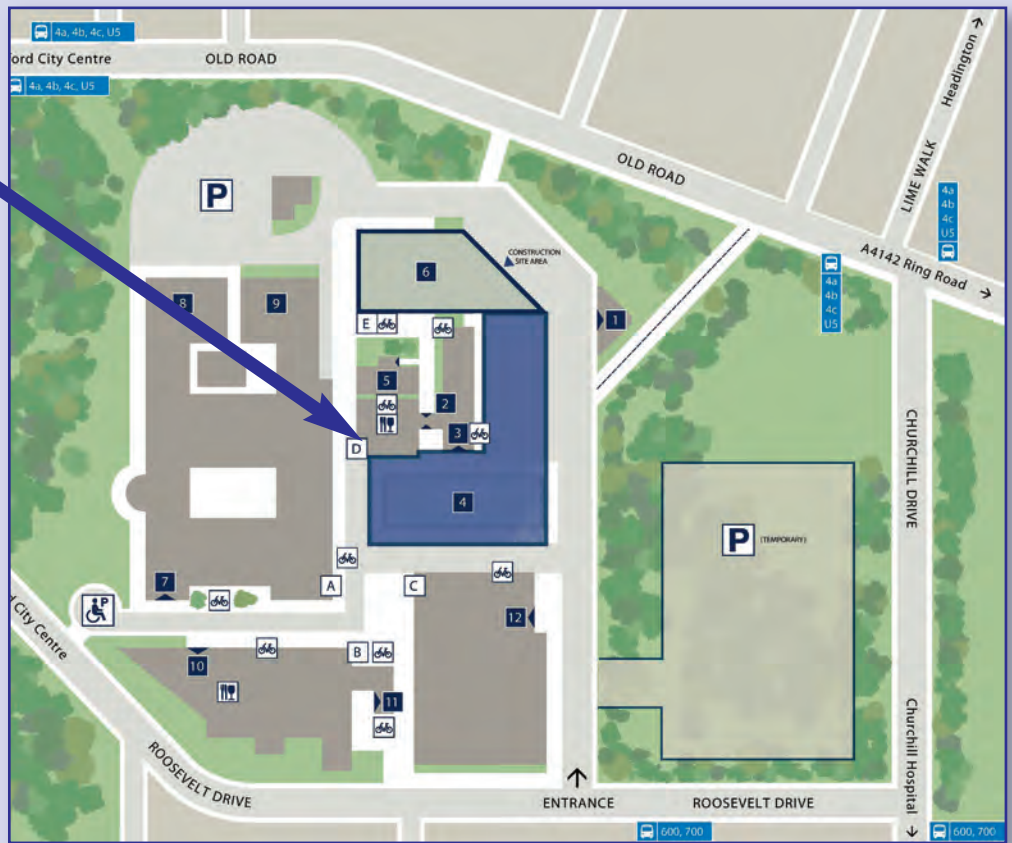 4a, 4b, 4c, U5
ford City Centre
OLD ROAD
4a, 4b, 4c, U5
Headington
LIME WALK
OLD ROAD
P
4a
4b
4c
U5
CONSTRUCTION
SITE AREA
A4142 Ring Road
6
4a
4b
4c
U5
8
9
E
1
5
2
3
D
4
CHURCHILL DRIVE
P
(TEMPORARY)
7
A
C
P
12
d City Centre
B
10
11
Churchill Hospital
ROOSEVELT DRIVE
ENTRANCE
ROOSEVELT DRIVE
600, 700
600, 700